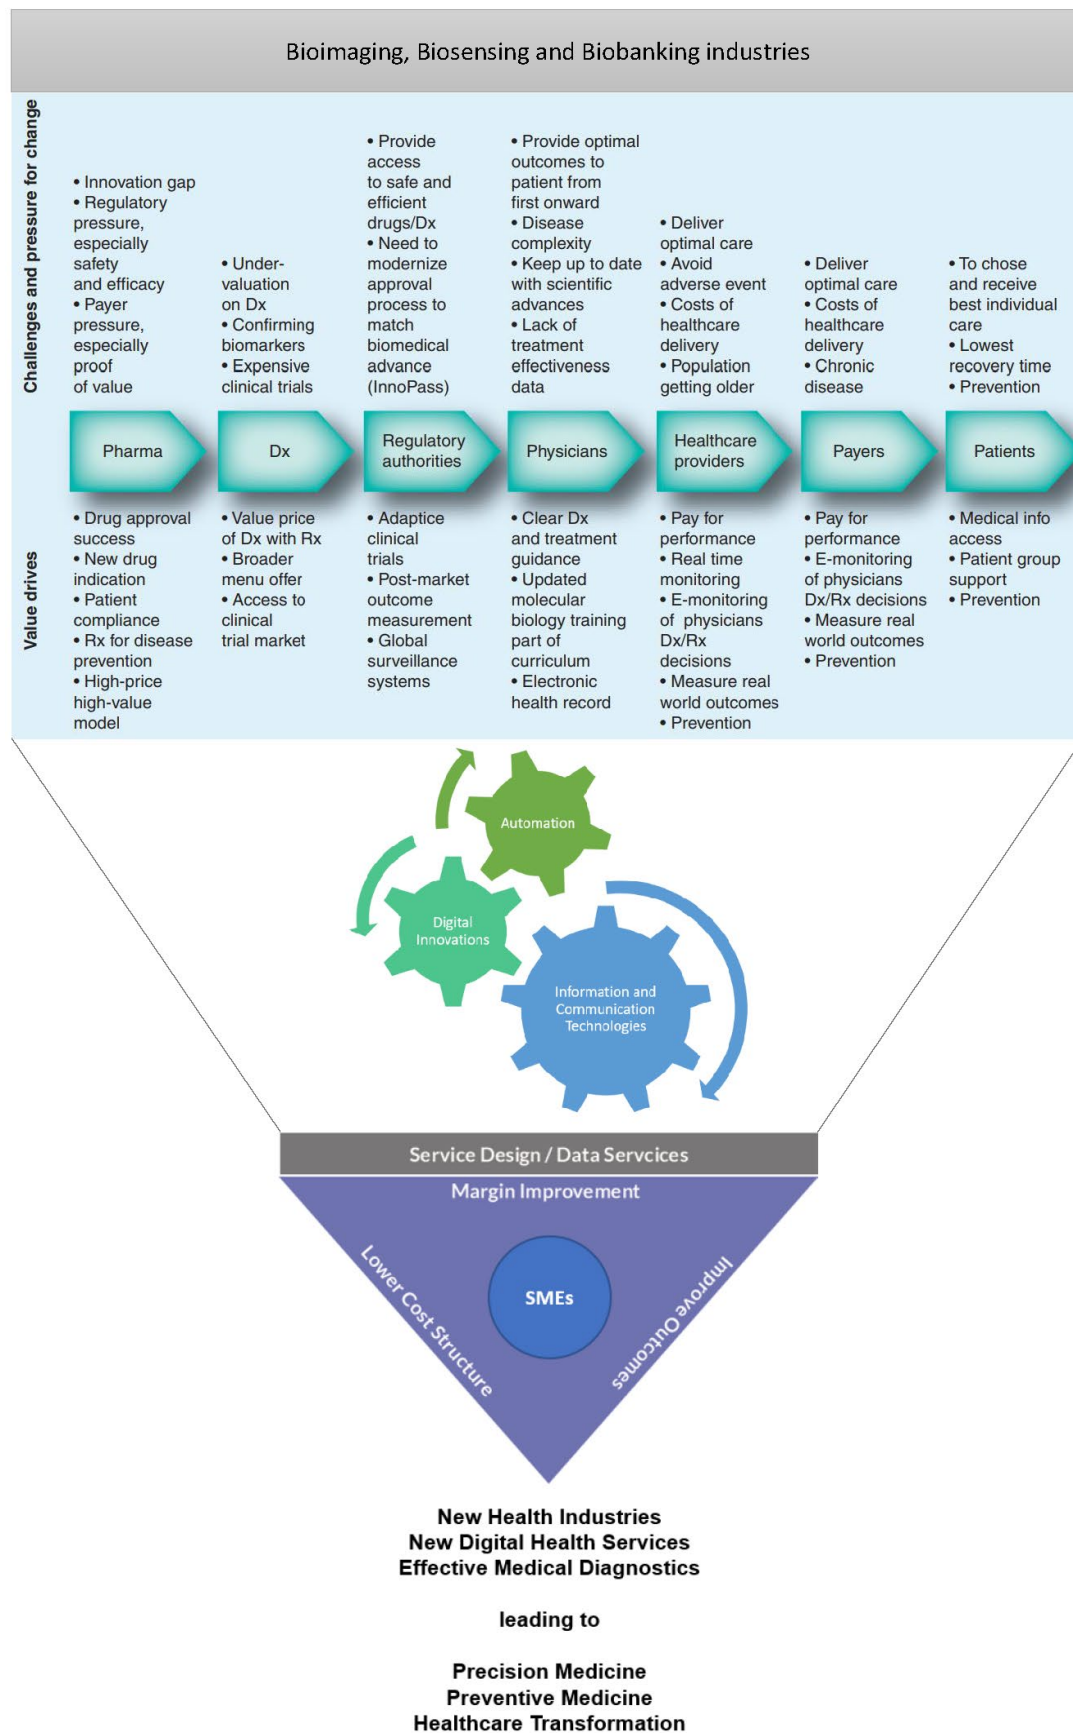 Bioimaging, Biosensing and Biobanking industries
Challenges and pressure for change
• Innovation gap
• Regulatory
pressure,
especially
safety
and efficacy
• Payer
pressure,
especially
proof
of value
• Under-
valuation
on Dx
• Confirming
biomarkers
• Expensive
clinical trials
• Provide
access
to safe and
efficient
drugs/Dx
• Need to
modernize
approval
process to
match
biomedical
advance
(InnoPass)
• Provide optimal
outcomes to
patient from
first onward
• Disease
complexity
• Keep up to date
with scientific
advances
• Lack of
treatment
effectiveness
data
• Deliver
optimal care
• Avoid
adverse event
• Costs of
healthcare
delivery
• Population
getting older
• Deliver
optimal care
• Costs of
healthcare
delivery
• Chronic
disease
• To chose
and receive
best individual
care
• Lowest
recovery time
• Prevention
Pharma
Dx
Regulatory
authorities
Physicians
Healthcare
providers
Payers
Patients
Value drives
• Drug approval
success
• New drug
indication
• Patient
compliance
• Rx for disease
prevention
• High-price
high-value
model
• Value price
of Dx with Rx
• Broader
menu offer
• Access to
clinical
trial market
• Adaptice
clinical
trials
• Post-market
outcome
measurement
• Global
surveillance
systems
• Clear Dx
and treatment
guidance
• Updated
molecular
biology training
part of
curriculum
• Electronic
health record
• Pay for
performance
• Real time
monitoring
• E-monitoring
of physicians
Dx/Rx
decisions
• Measure real
world outcomes
• Prevention
• Pay for
performance
• E-monitoring
of physicians
Dx/Rx decisions
• Measure real
world outcomes
• Prevention
• Medical info
access
• Patient group
support
• Prevention
Automation
Digital
Innovations
Information and
Communication
Technologies
Service Design / Data Servcices
Margin Improvement
Lower Cost Structure
SMEs
Improve Outcomes
New Health Industries
New Digital Health Services
Effective Medical Diagnostics
leading to
Precision Medicine
Preventive Medicine
Healthcare Transformation